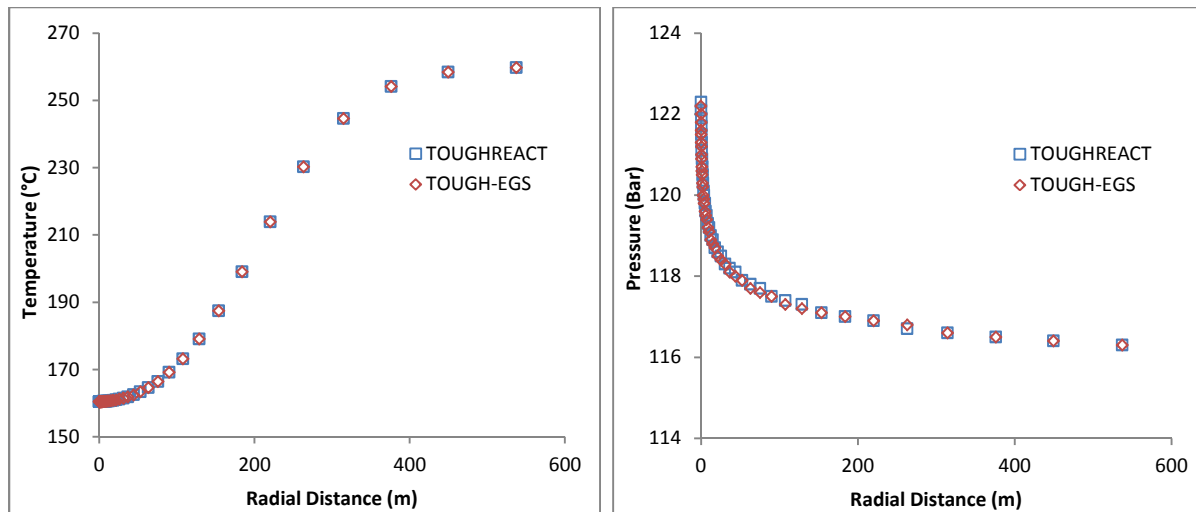 270
250
230
210
190
170
150
Temperature (°C)
TOUGHREACT
TOUGH-EGS
0
200
400
600
Radial Distance (m)
124
122
120
118
116
114
Pressure (Bar)
TOUGHREACT
TOUGH-EGS
0
200
400
600
Radial Distance (m)